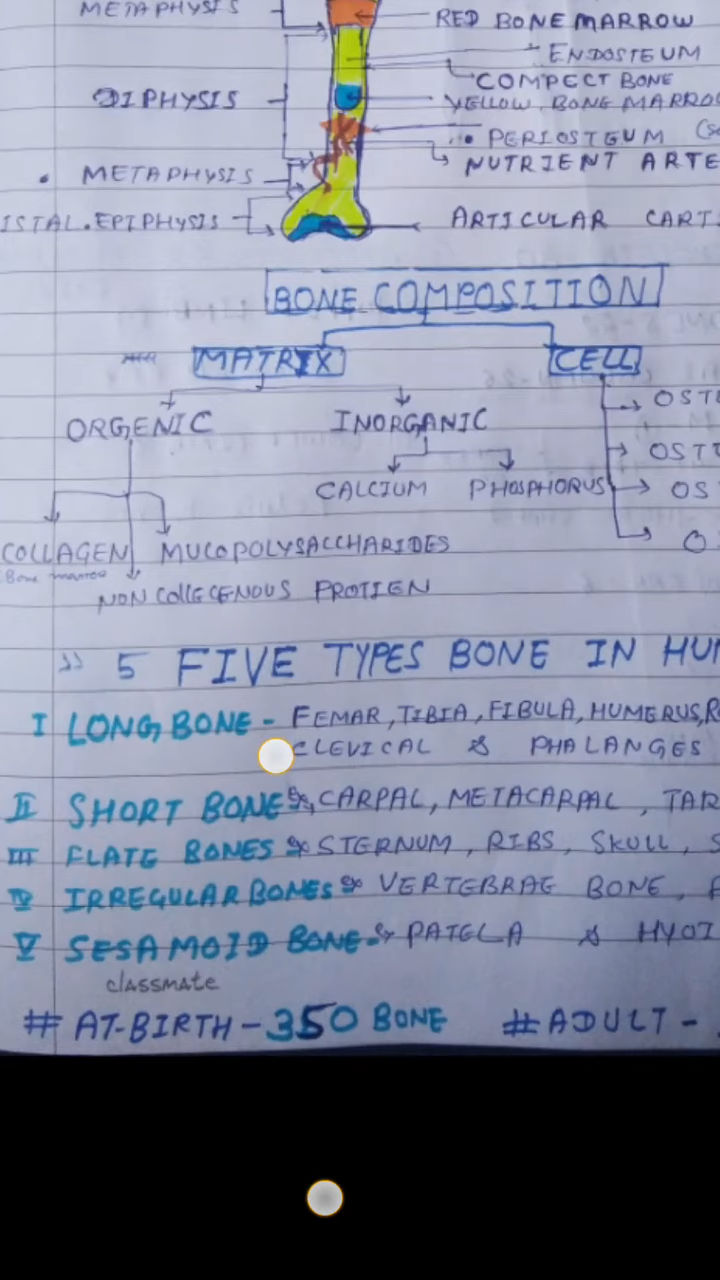 METAPHYSIS
RED BONE MARROW
ENDOSTEUM
COMPECT BONE
DIPHYSIS
YELLOW BONE MARRO
PERIOSTEUM
NUTRIENT ARTE
• METAPHYSIS
ISTAL.EPIPHYSIS
ARTICULAR CART
BONE COMPOSITION
MATRIX CELL
ORGENIC INORGANIC OSTE
OST
CALCIUM PHOSPHORUS OS
COLLAGEN MUCOPOLYSACCHARIDES O
Bone marroo
NON COLLECENOUS PROTIEN
>> 5 FIVE TYPES BONE IN HU
I LONG BONE - FEMAR, TIBIA, FIBULA, HUMERUS, R
CLEVICAL & PHALANGES
II SHORT BONE CARPAL, METACARPAL, TAR
III FLATE BONES STERNUM, RIBS, SKULL, S
IV IRREGULAR BONES VERTEBRAE BONE,
V SESAMOID BONE- PATELA & HYOI
classmate
# AT-BIRTH - 350 BONE # ADULT -